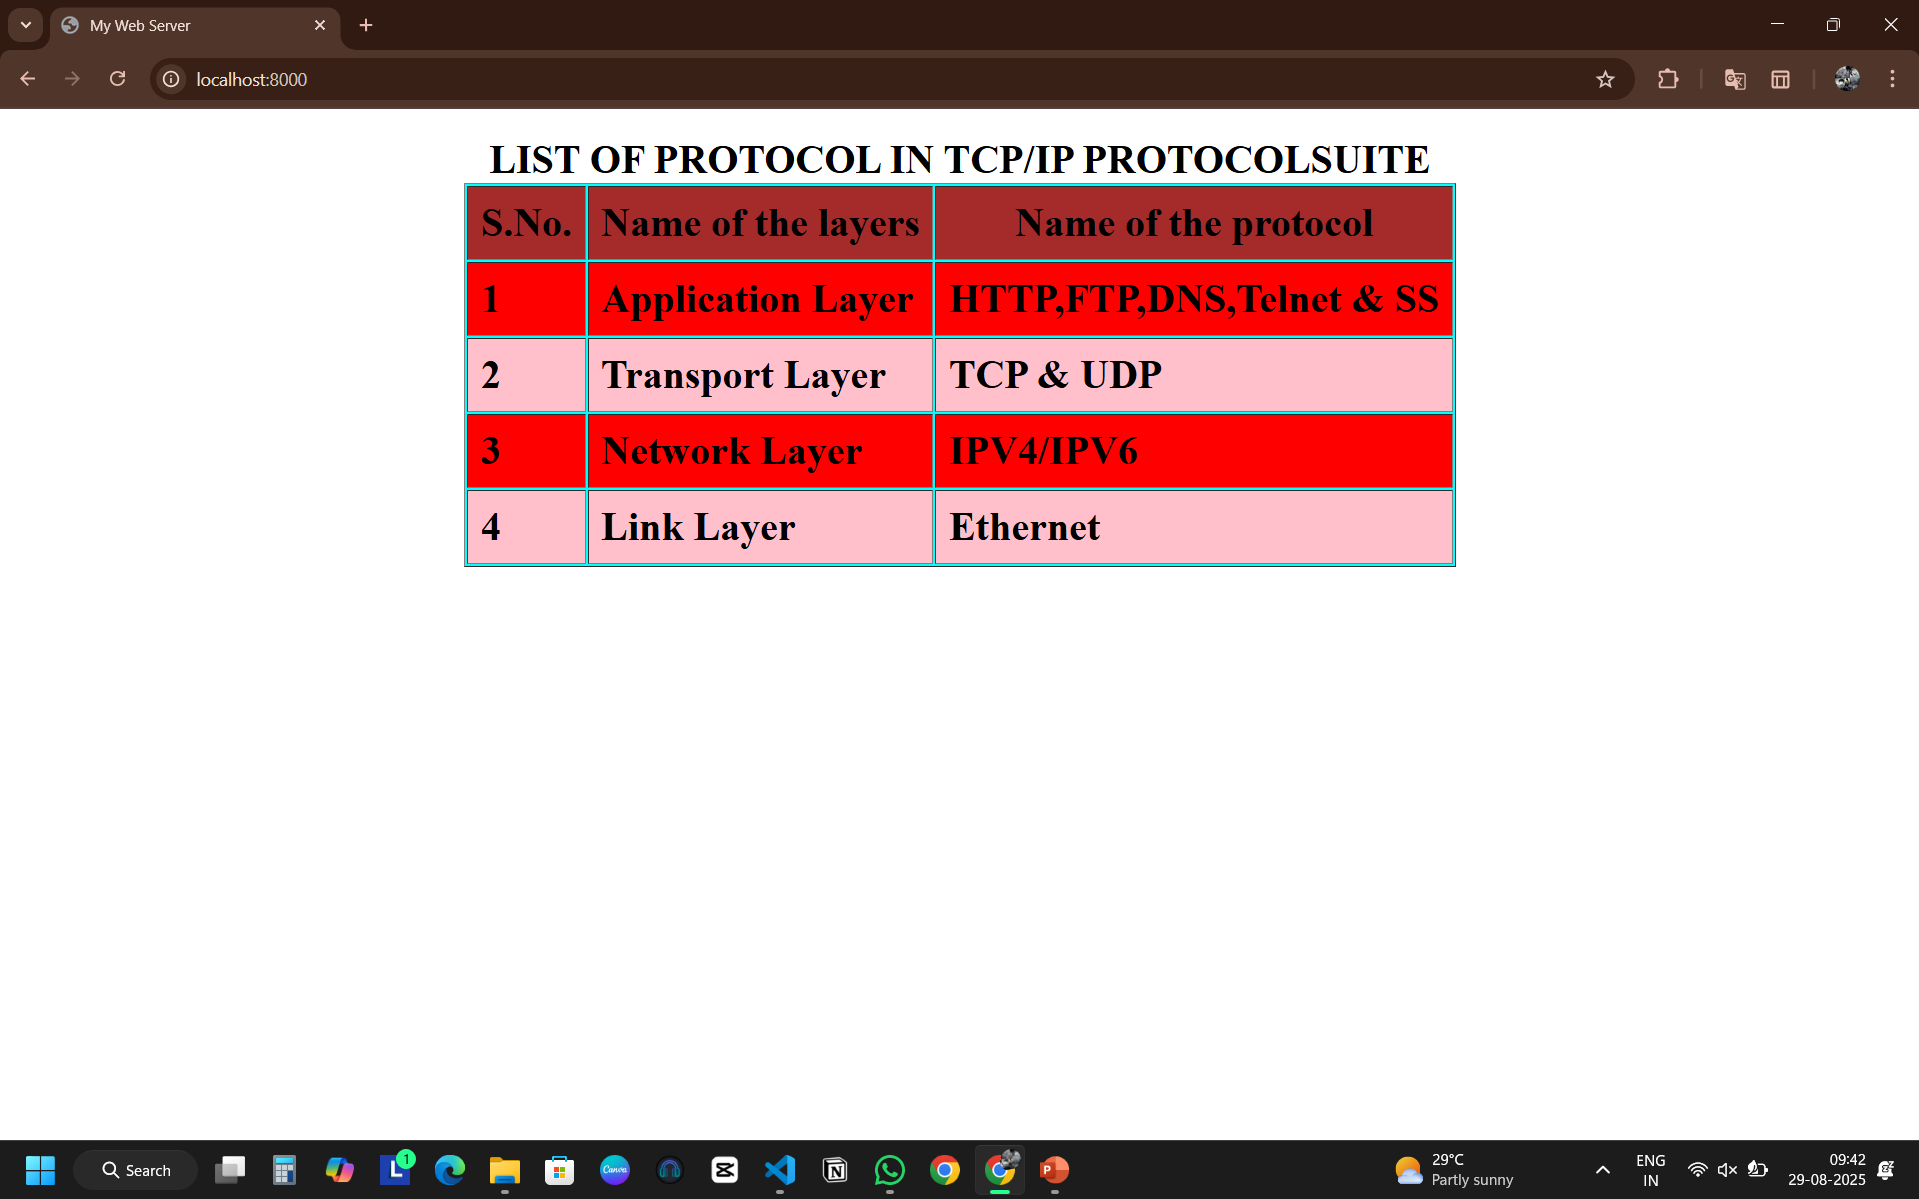 My Web Server
localhost:8000
LIST OF PROTOCOL IN TCP/IP PROTOCOLSUITE
S.No. Name of the layers Name of the protocol
1 Application Layer HTTP,FTP,DNS,Telnet & SS
2 Transport Layer TCP & UDP
3 Network Layer IPV4/IPV6
4 Link Layer Ethernet
Search
L 1
Canva
N
P
29°C
Partly sunny
ENG
IN
09:42
29-08-2025